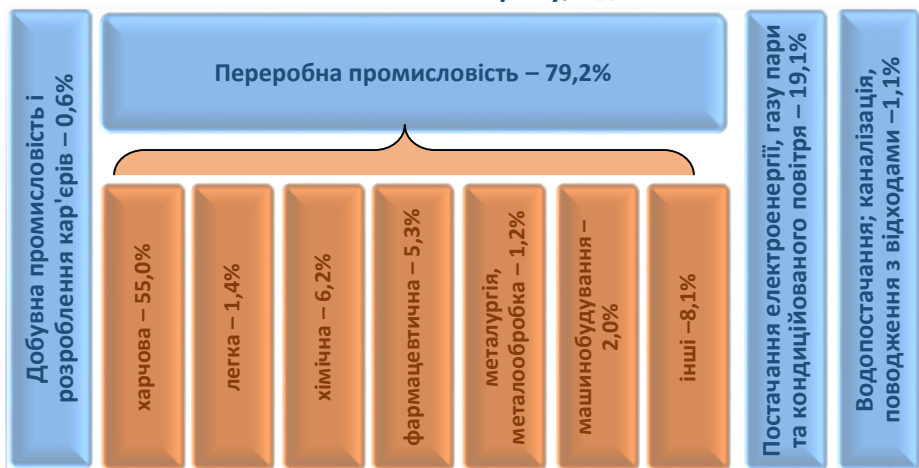 Добувна промисловість і
розроблення кар'єрів – 0,6%
Переробна промисловість – 79,2%
харчова – 55,0%
легка – 1,4%
хімічна – 6,2%
фармацевтична – 5,3%
металургія,
металообробка – 1,2%
машинобудування –
2,0%
інші –8,1%
Постачання електроенергії, газу пари
та кондиційованого повітря – 19,1%
Водопостачання; каналізація,
поводження з відходами –1,1%